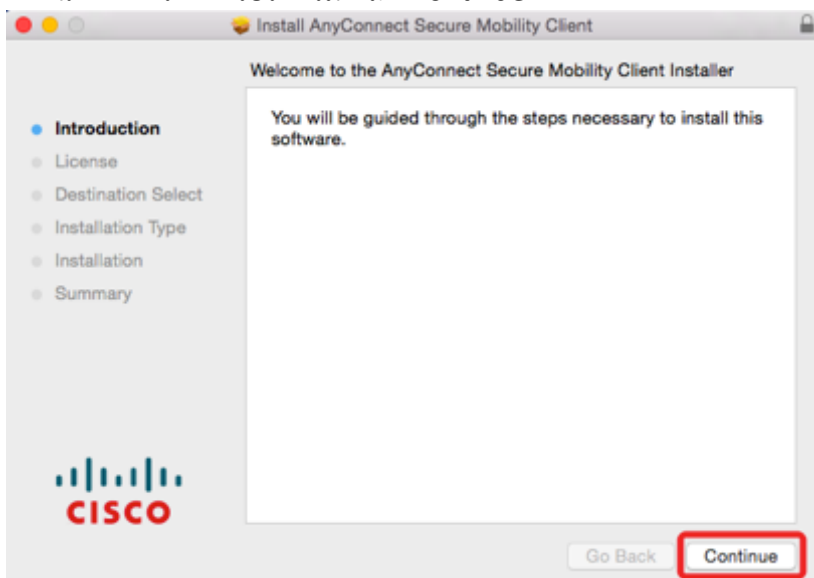 Install AnyConnect Secure Mobility Client
Welcome to the AnyConnect Secure Mobility Client Installer
Introduction
License
Destination Select
Installation Type
Installation
Summary
You will be guided through the steps necessary to install this
software.
CISCO
Go Back
Continue